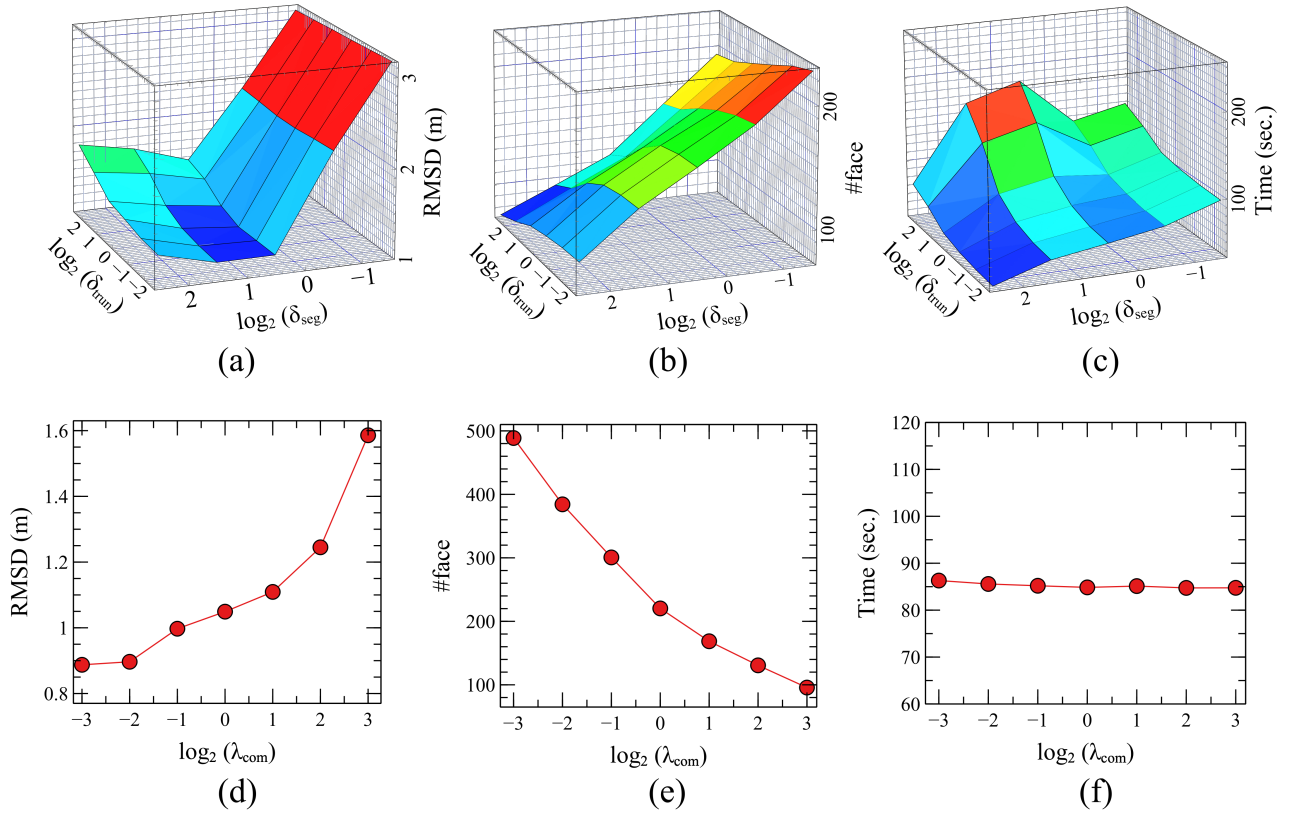 3
2
1
RMSD (m)
2 1 0 −1−2
log₂ (δtrun)
2
1
0
−1
log₂ (δseg)
(a)
200
100
#face
2 1 0 −1−2
log₂ (δtrun)
2
1
0
−1
log₂ (δseg)
(b)
200
100
Time (sec.)
2 1 0 −1−2
log₂ (δtrun)
2
1
0
−1
log₂ (δseg)
(c)
1.6
1.4
1.2
1
0.8
RMSD (m)
−3 −2 −1 0 1 2 3
log₂ (λcom)
(d)
500
400
300
200
100
#face
−3 −2 −1 0 1 2 3
log₂ (λcom)
(e)
120
110
100
90
80
70
60
Time (sec.)
−3 −2 −1 0 1 2 3
log₂ (λcom)
(f)